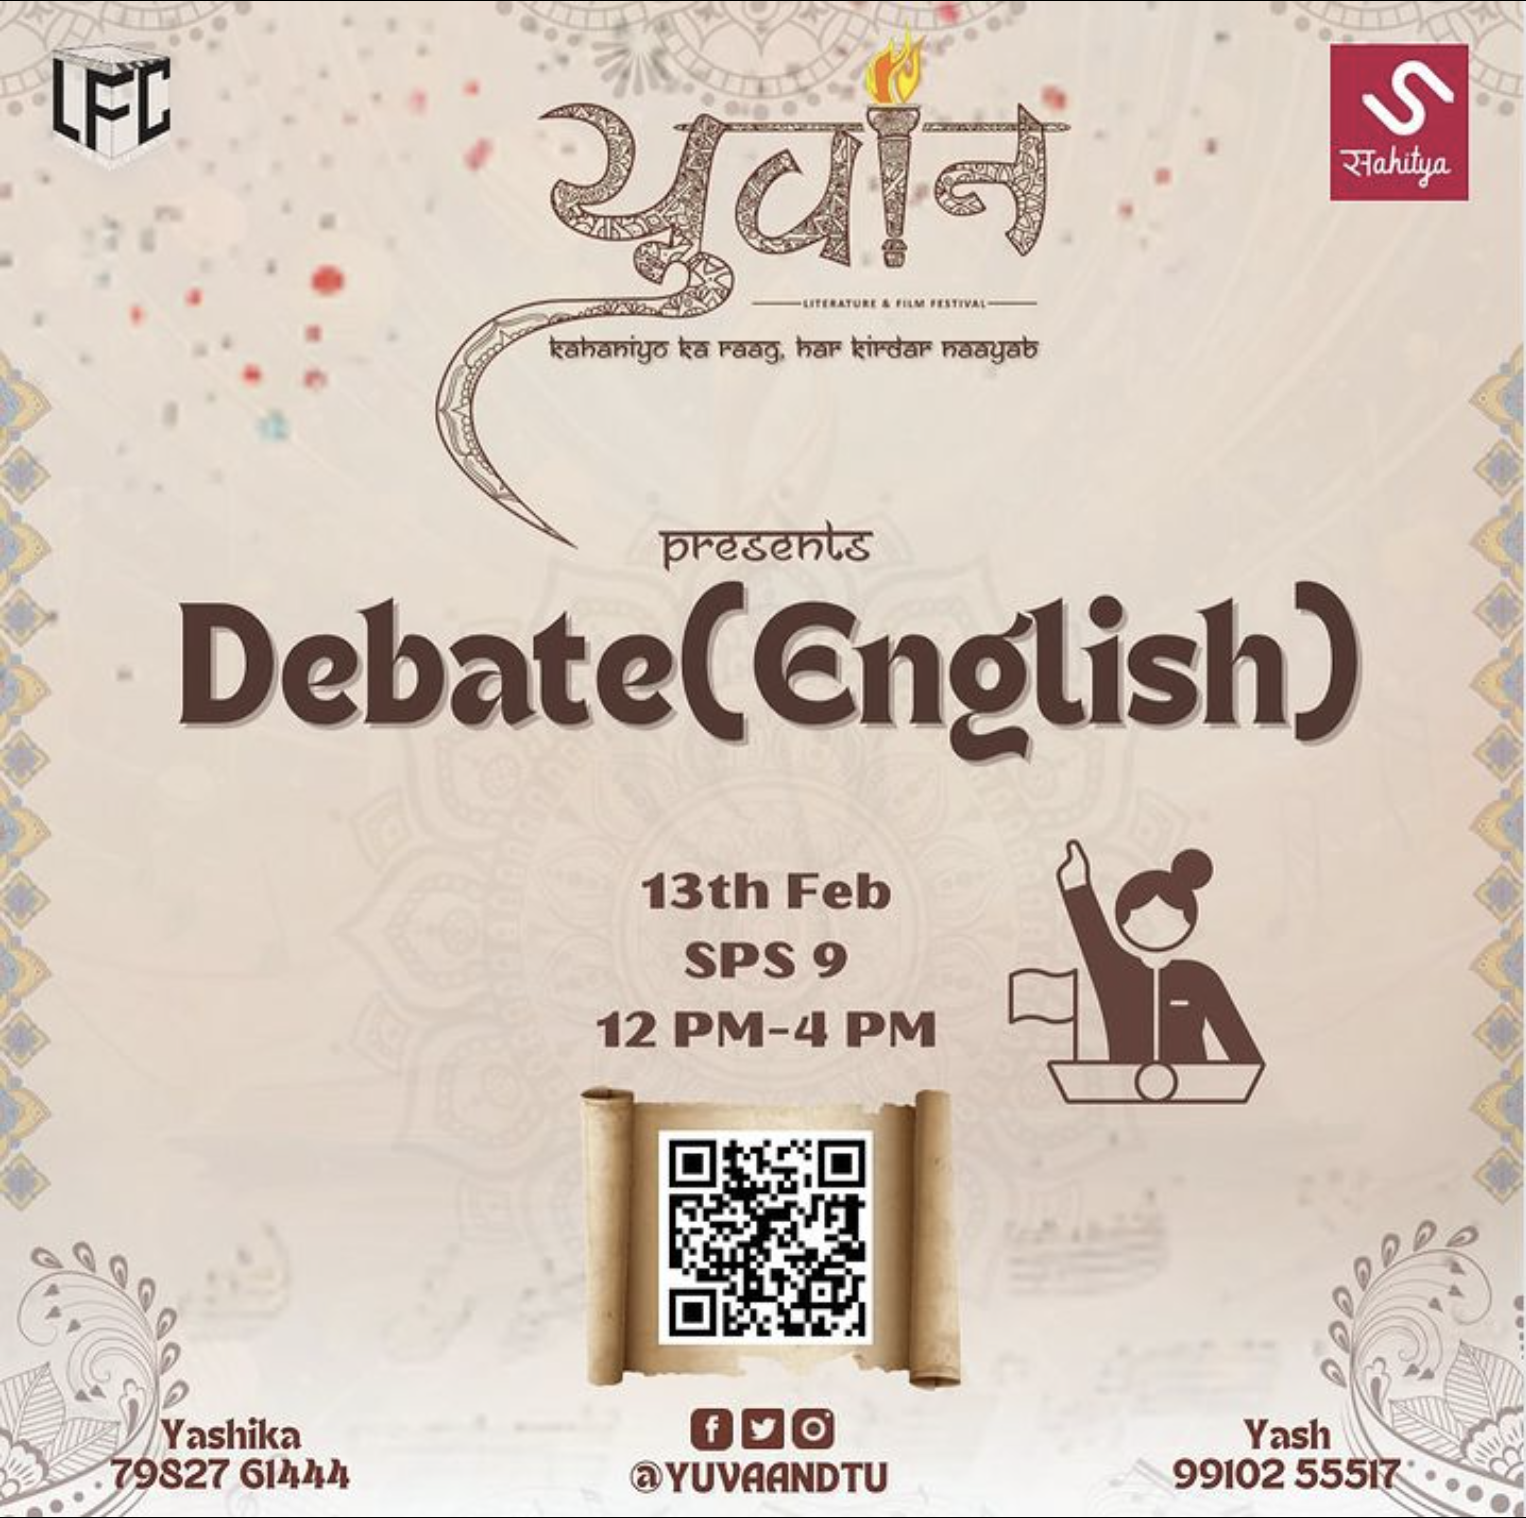 LFC
युवान
साहitya
LITERATURE & FILM FESTIVAL
kahaniyo ka raag, har kirdar naayab
presents
Debate(English)
13th Feb
SPS 9
12 PM-4 PM
Yashika
79827 61444
@YUVAANDTU
Yash
99102 55517